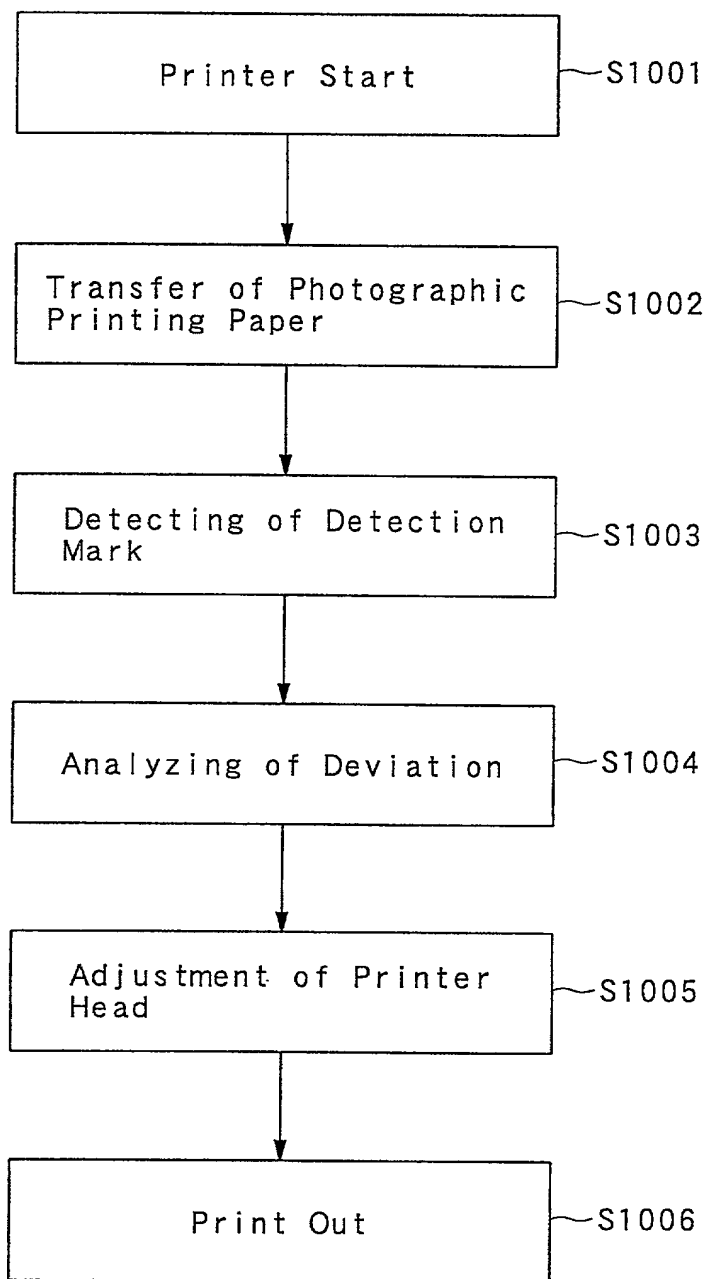 Printer Start
S1001
Transfer of Photographic
Printing Paper
S1002
Detecting of Detection
Mark
S1003
Analyzing of Deviation
S1004
Adjustment of Printer
Head
S1005
Print Out
S1006